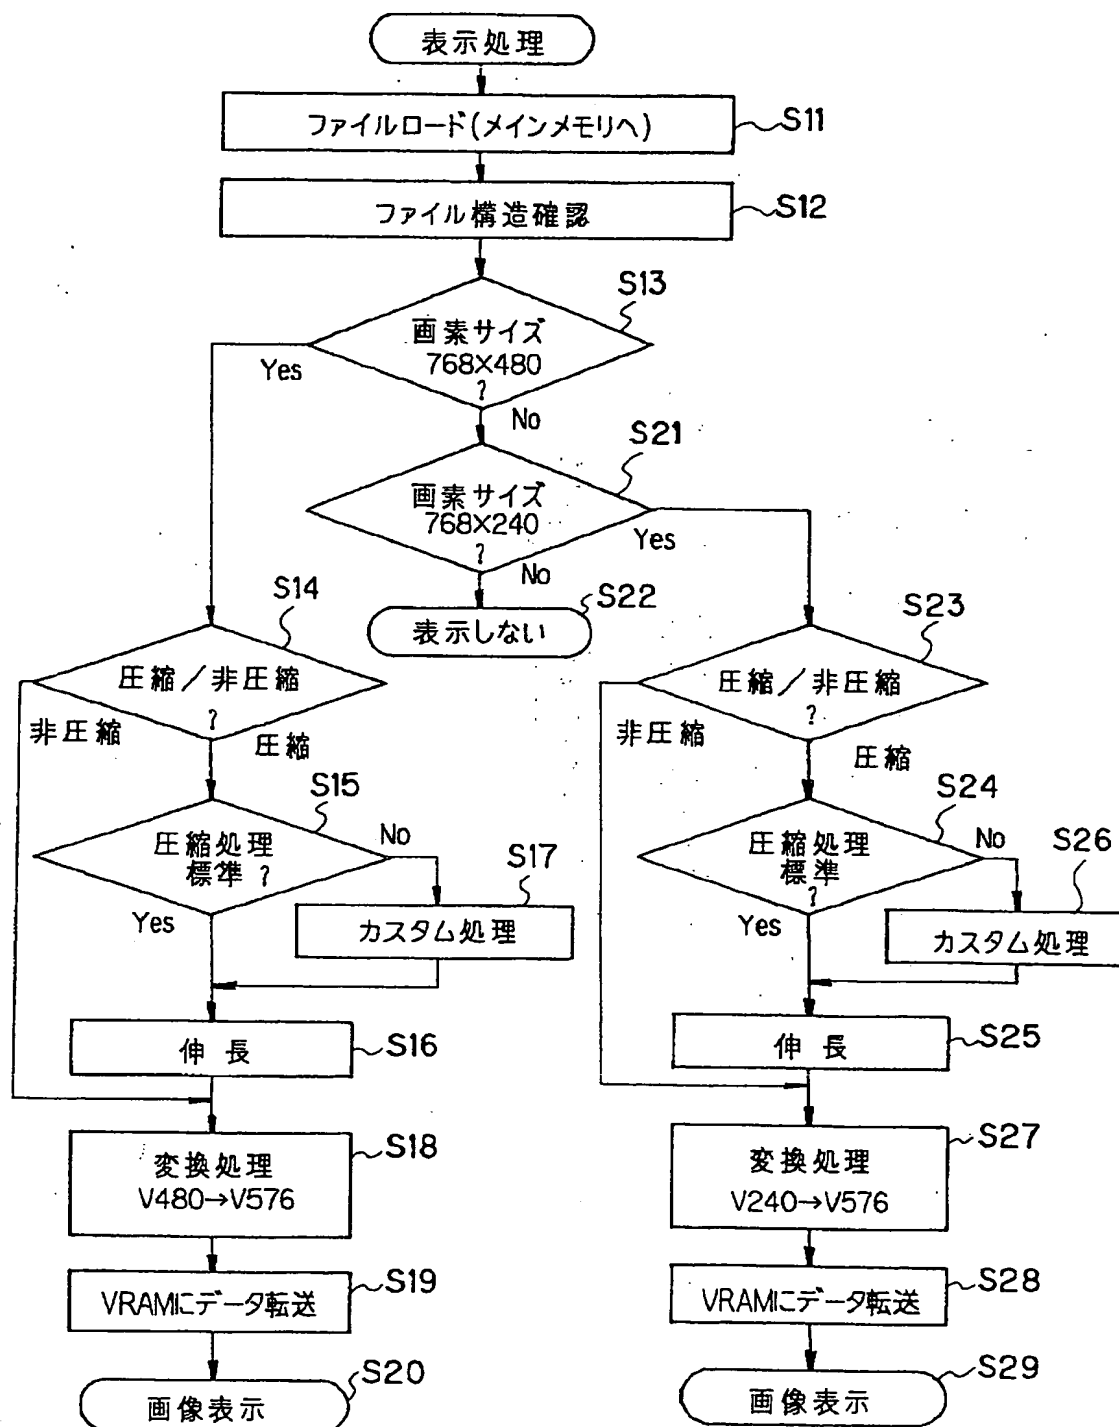 表示処理
ファイルロード(メインメモリへ)
S11
ファイル構造確認
S12
S13
画素サイズ
768×480
?
Yes
No
S21
画素サイズ
768×240
?
Yes
No
S22
表示しない
S14
圧縮/非圧縮
?
非圧縮
圧縮
S15
圧縮処理
標準?
No
Yes
S17
カスタム処理
伸長
S16
変換処理
V480→V576
S18
VRAMにデータ転送
S19
画像表示
S20
S23
圧縮/非圧縮
?
非圧縮
圧縮
S24
圧縮処理
標準
?
No
Yes
S26
カスタム処理
伸長
S25
変換処理
V240→V576
S27
VRAMにデータ転送
S28
画像表示
S29